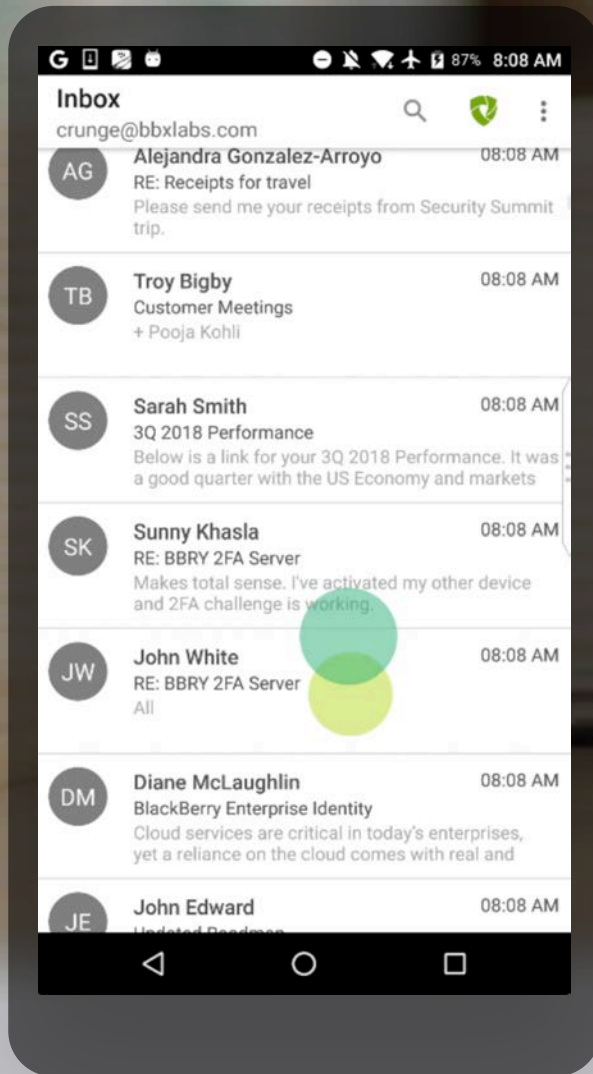 87% 8:08 AM
Inbox
crunge@bbxlabs.com
AG
Alejandra Gonzalez-Arroyo 08:08 AM
RE: Receipts for travel
Please send me your receipts from Security Summit
trip.
TB
Troy Bigby 08:08 AM
Customer Meetings
+ Pooja Kohli
SS
Sarah Smith 08:08 AM
3Q 2018 Performance
Below is a link for your 3Q 2018 Performance. It was
a good quarter with the US Economy and markets
SK
Sunny Khasla 08:08 AM
RE: BBRY 2FA Server
Makes total sense. I've activated my other device
and 2FA challenge is working.
JW
John White 08:08 AM
RE: BBRY 2FA Server
All
DM
Diane McLaughlin 08:08 AM
BlackBerry Enterprise Identity
Cloud services are critical in today's enterprises,
yet a reliance on the cloud comes with real and
JE
John Edward 08:08 AM